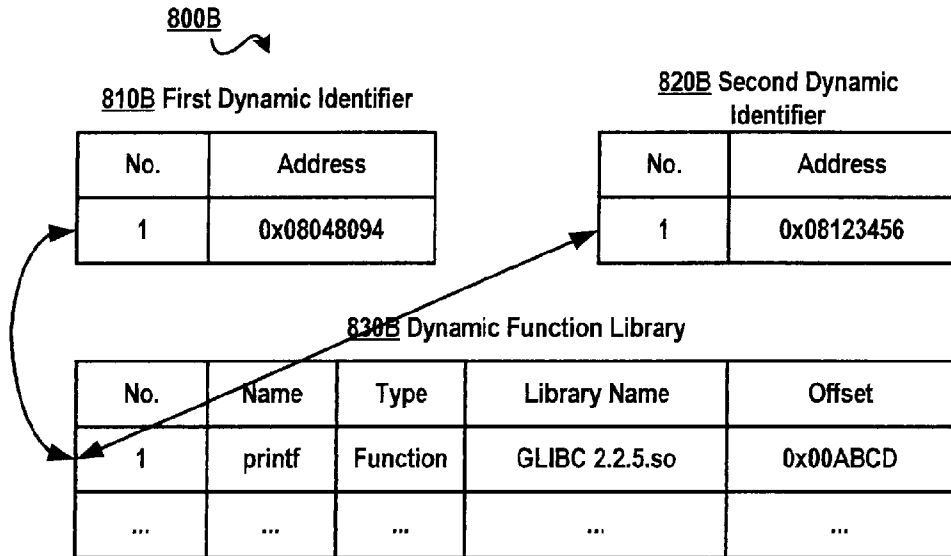 800B
810B First Dynamic Identifier
820B Second Dynamic
Identifier
No. Address
1 0x08048094
No. Address
1 0x08123456
830B Dynamic Function Library
No. Name Type Library Name Offset
1 printf Function GLIBC 2.2.5.so 0x00ABCD
... ... ... ... ...